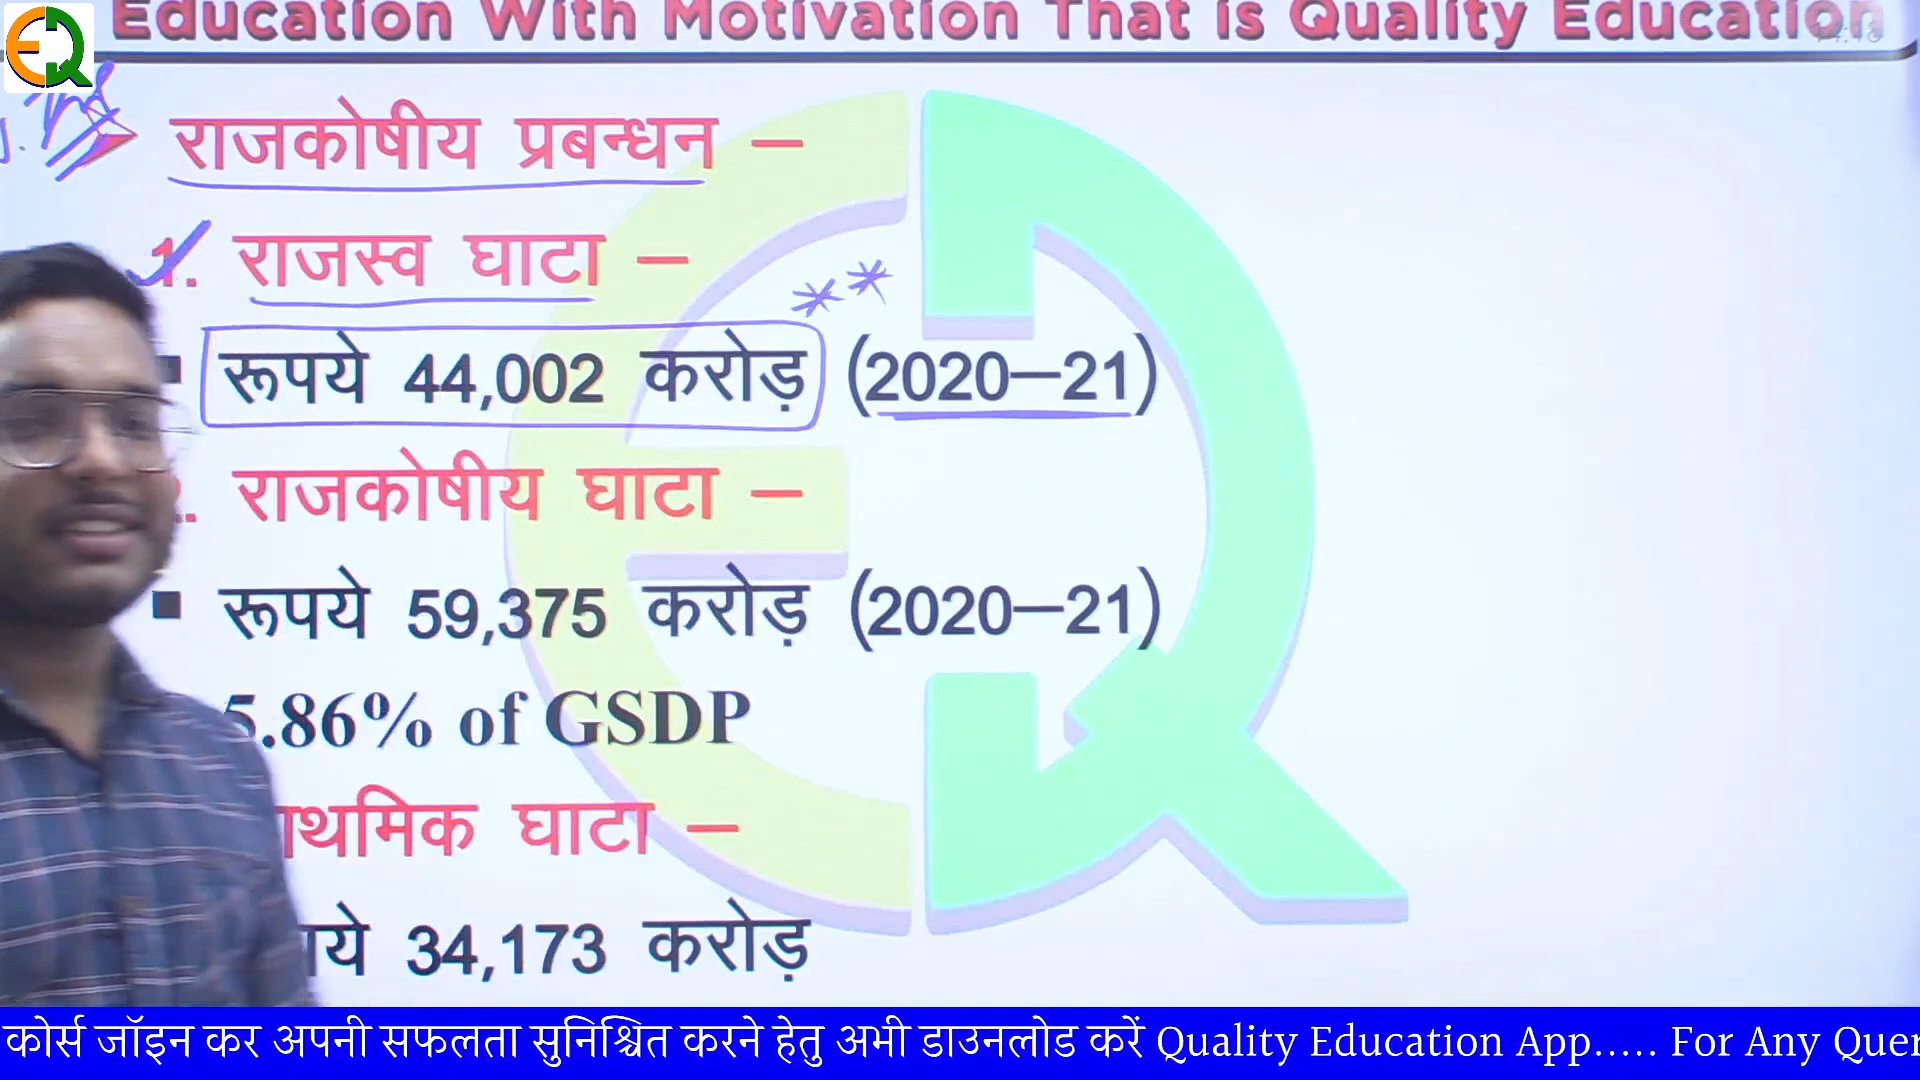 Education With Motivation That is Quality Education
राजकोषीय प्रबन्धन –
1. राजस्व घाटा –
रूपये 44,002 करोड़ (2020–21)
राजकोषीय घाटा –
रूपये 59,375 करोड़ (2020–21)
5.86% of GSDP
घाटा –
34,173 करोड़
कोर्स जॉइन कर अपनी सफलता सुनिश्चित करने हेतु अभी डाउनलोड करें Quality Education App..... For Any